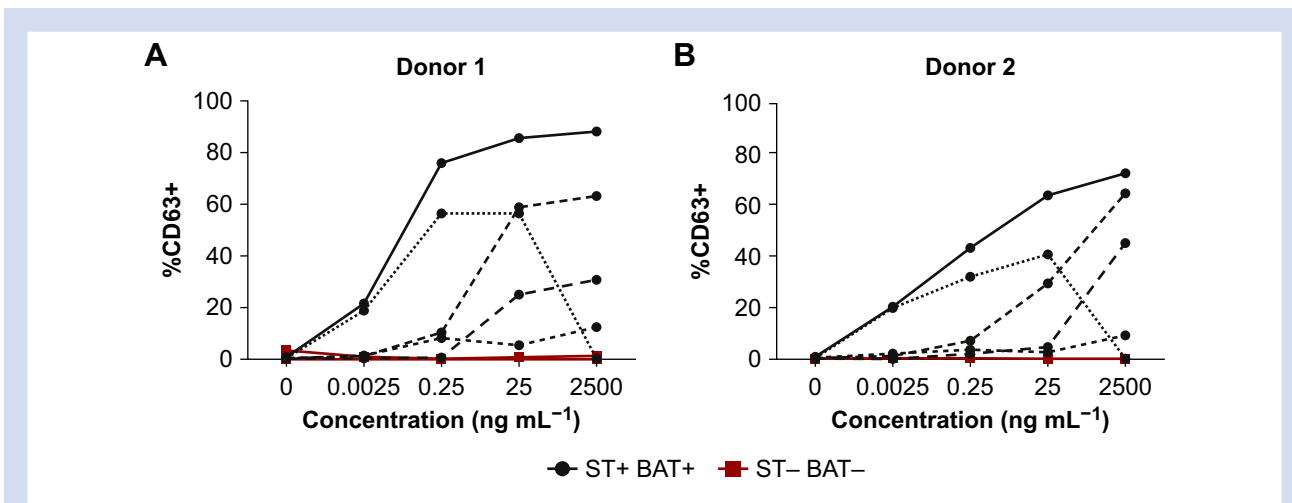 A
Donor 1
%CD63+
100
80
60
40
20
0
0 0.0025 0.25 25 2500
Concentration (ng mL⁻¹)
B
Donor 2
%CD63+
100
80
60
40
20
0
0 0.0025 0.25 25 2500
Concentration (ng mL⁻¹)
ST+ BAT+ ST– BAT–